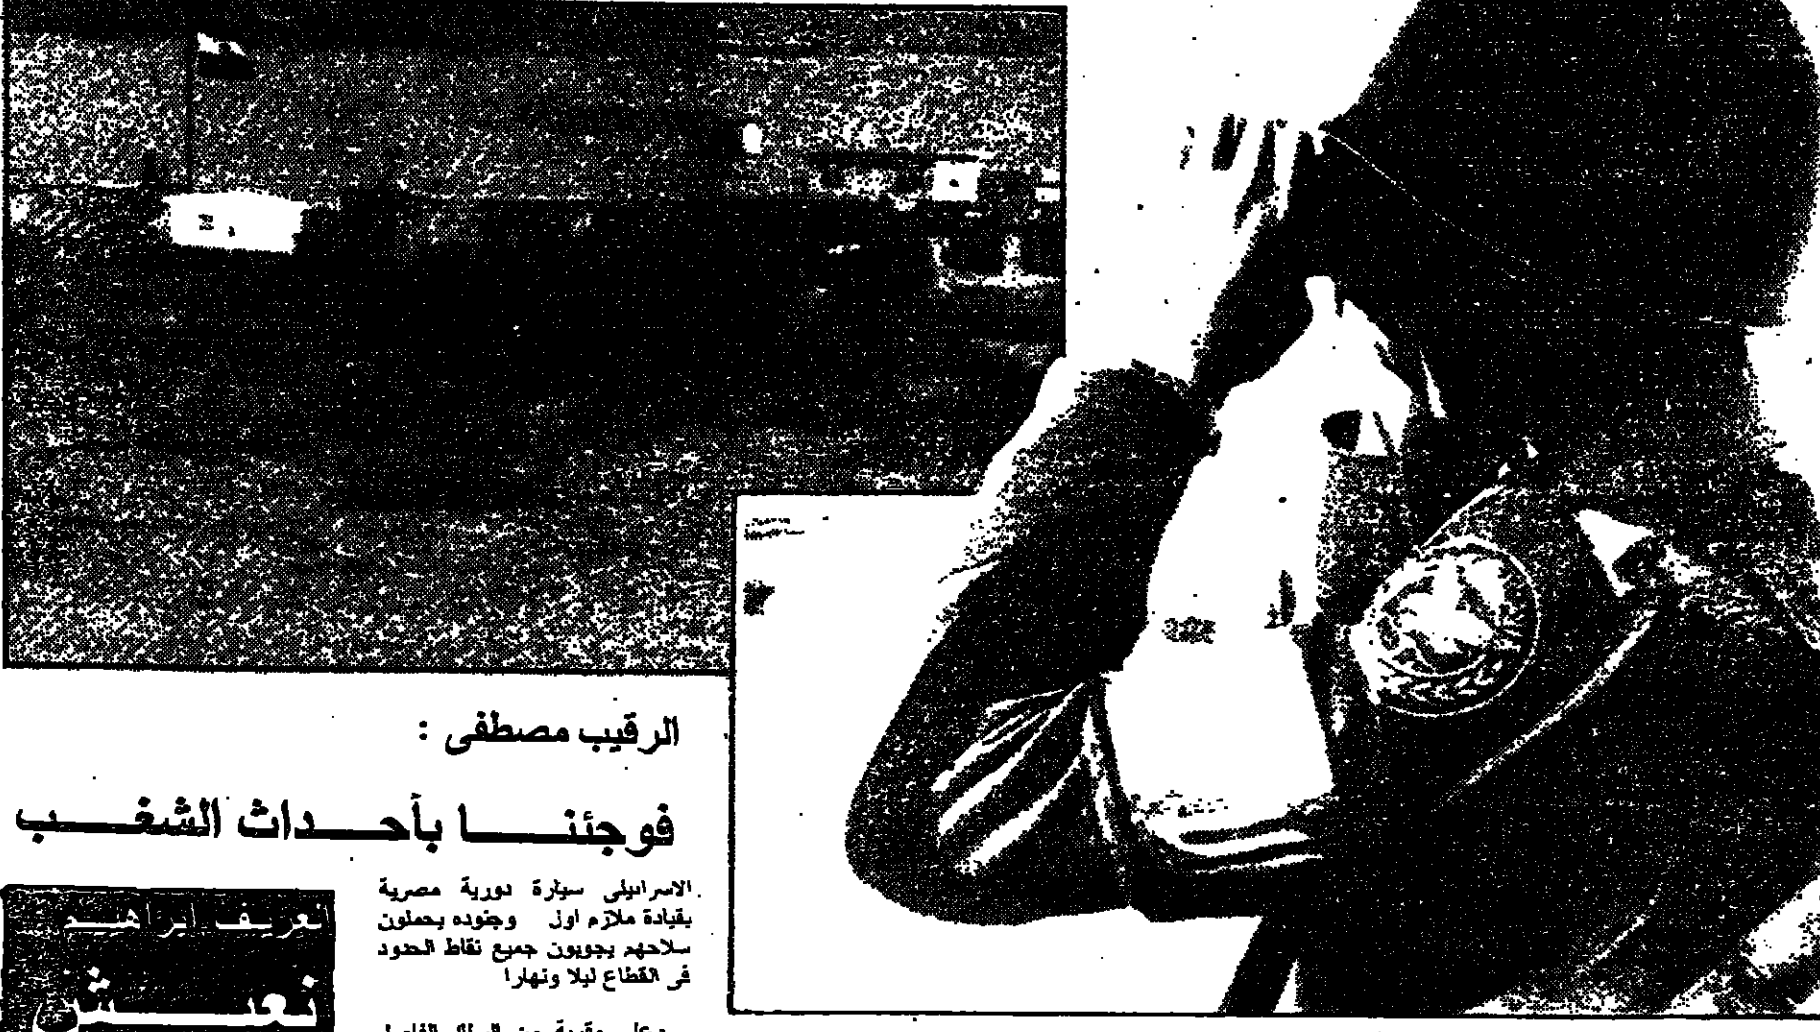 الرقيب مصطفى :
فوجئنا بأحداث الشغب
الاسرائيلى سيارة دورية مصرية
بقيادة ملازم اول وجنوده يحملون
سلاحهم يجوبون جميع نقاط الحدود
فى القطاع ليلا ونهارا
العريف ابراهيم